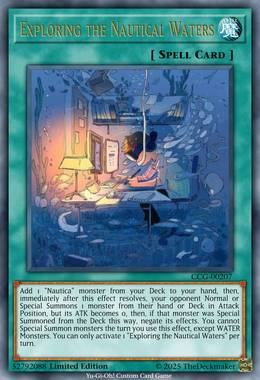 Exploring the Nautical Waters
[ Spell Card ]
CCG-00207
Add 1 "Nautica" monster from your Deck to your hand, then,
immediately after this effect resolves, your opponent Normal or
Special Summons 1 monster from their hand or Deck in Attack
Position, but its ATK becomes 0, then, if that monster was Special
Summoned from the Deck this way, negate its effects. You cannot
Special Summon monsters the turn you use this effect, except WATER
Monsters. You can only activate 1 "Exploring the Nautical Waters" per
turn.
52792088 Limited Edition
© 2025 TheDeckmaker
Yu-Gi-Oh! Custom Card Game